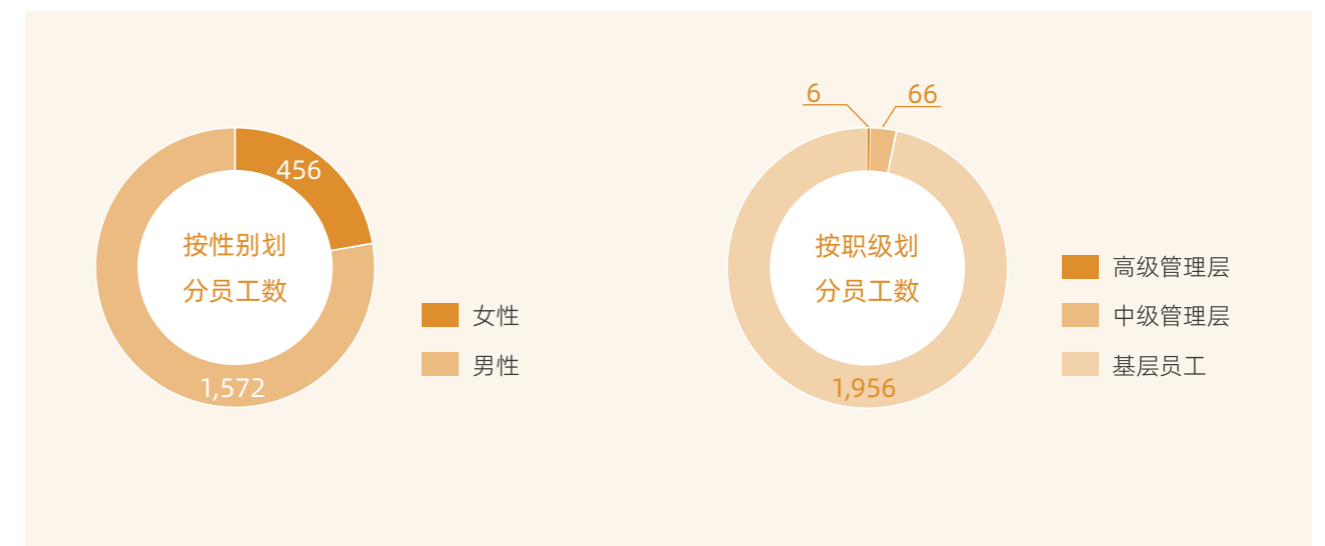 456
按性别划
分员工数
1,572
女性
男性
6
66
按职级划
分员工数
1,956
高级管理层
中级管理层
基层员工